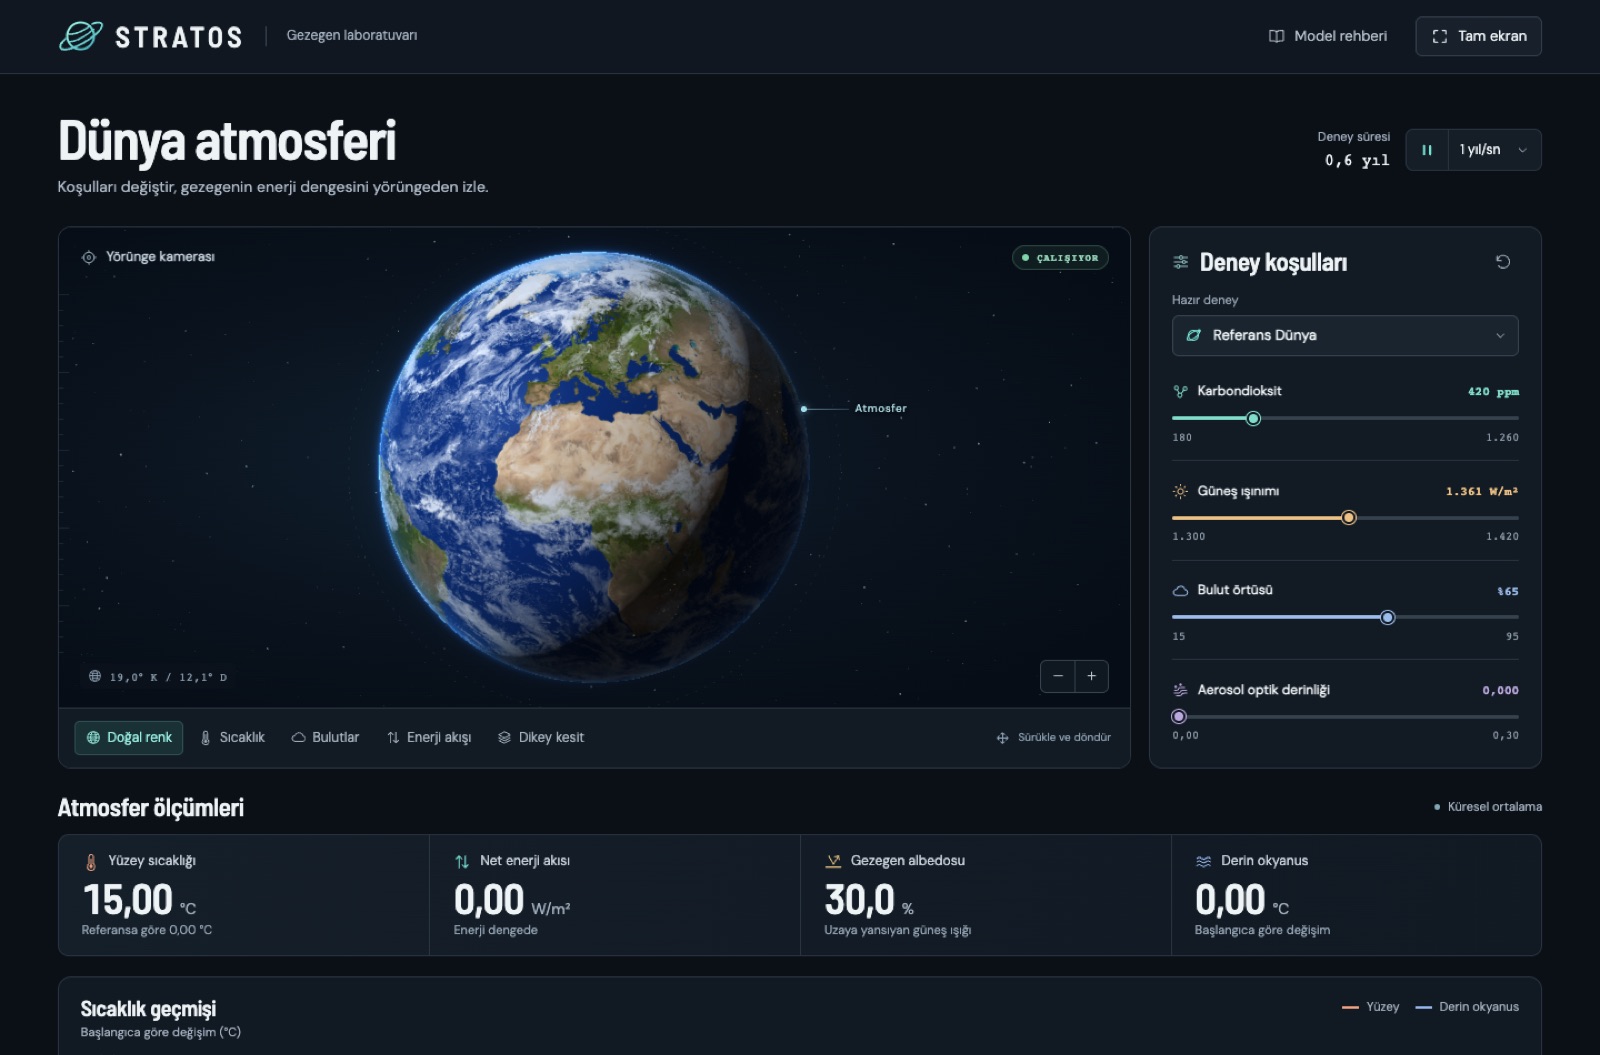 STRATOS
Gezegen laboratuvarı
Model rehberi
Tam ekran
Dünya atmosferi
Koşulları değiştir, gezegenin enerji dengesini yörüngeden izle.
Deney süresi
0,6 yıl
1 yıl/sn
Yörünge kamerası
ÇALIŞIYOR
Atmosfer
19,0° K / 12,1° D
− +
Doğal renk
Sıcaklık
Bulutlar
Enerji akışı
Dikey kesit
Sürükle ve döndür
Deney koşulları
Hazır deney
Referans Dünya
Karbondioksit
420 ppm
180
1.260
Güneş ışınımı
1.361 W/m²
1.300
1.420
Bulut örtüsü
%65
15
95
Aerosol optik derinliği
0,000
0,00
0,30
Atmosfer ölçümleri
Küresel ortalama
Yüzey sıcaklığı
15,00 °C
Referansa göre 0,00 °C
Net enerji akısı
0,00 W/m²
Enerji dengede
Gezegen albedosu
30,0 %
Uzaya yansıyan güneş ışığı
Derin okyanus
0,00 °C
Başlangıca göre değişim
Sıcaklık geçmişi
Başlangıca göre değişim (°C)
Yüzey
Derin okyanus